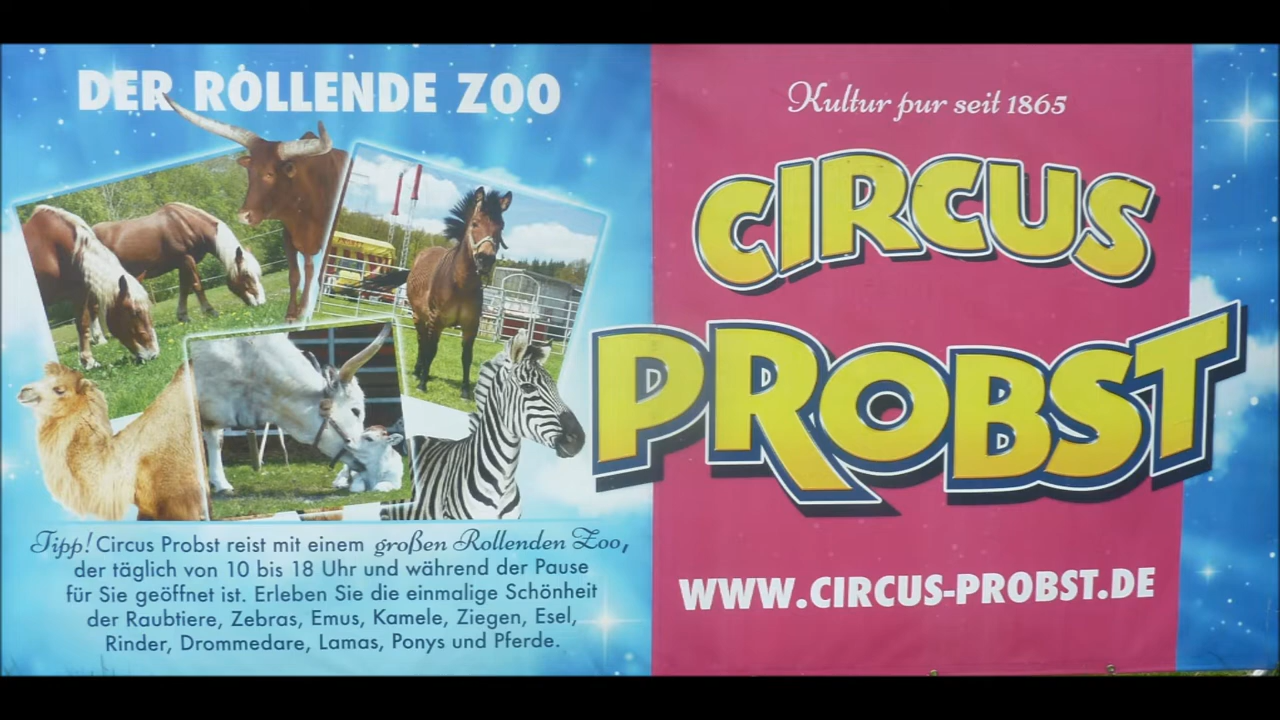 DER ROLLENDE ZOO
Tipp! Circus Probst reist mit einem großen Rollenden Zoo,
der täglich von 10 bis 18 Uhr und während der Pause
für Sie geöffnet ist. Erleben Sie die einmalige Schönheit
der Raubtiere, Zebras, Emus, Kamele, Ziegen, Esel,
Rinder, Drommedare, Lamas, Ponys und Pferde.
Kultur pur seit 1865
CIRCUS
PROBST
WWW.CIRCUS-PROBST.DE